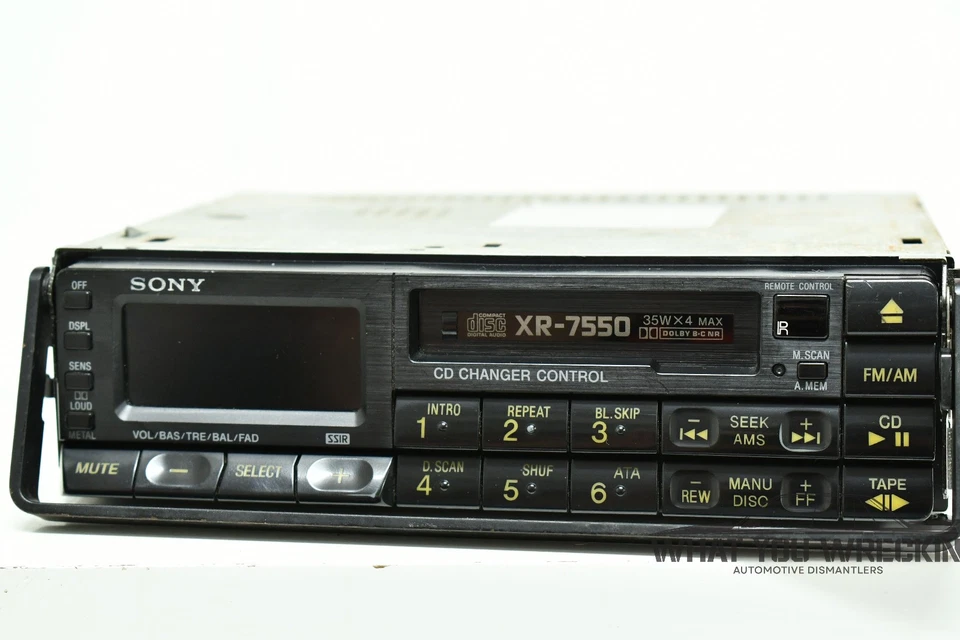 SONY
OFF
DSPL
SENS
LOUD
METAL
VOL/BAS/TRE/BAL/FAD
SSIR
MUTE
−
SELECT
+
COMPACT
disc
DIGITAL AUDIO
XR-7550
35W×4 MAX
DOLBY B-C NR
CD CHANGER CONTROL
REMOTE CONTROL
R
M.SCAN
A.MEM
FM/AM
INTRO
1
REPEAT
2
BL.SKIP
3
−
SEEK
AMS
+
CD
D.SCAN
4
SHUF
5
ATA
6
−
REW
MANU
DISC
+
FF
TAPE
WHAT YOU WRECKIN
AUTOMOTIVE DISMANTLERS